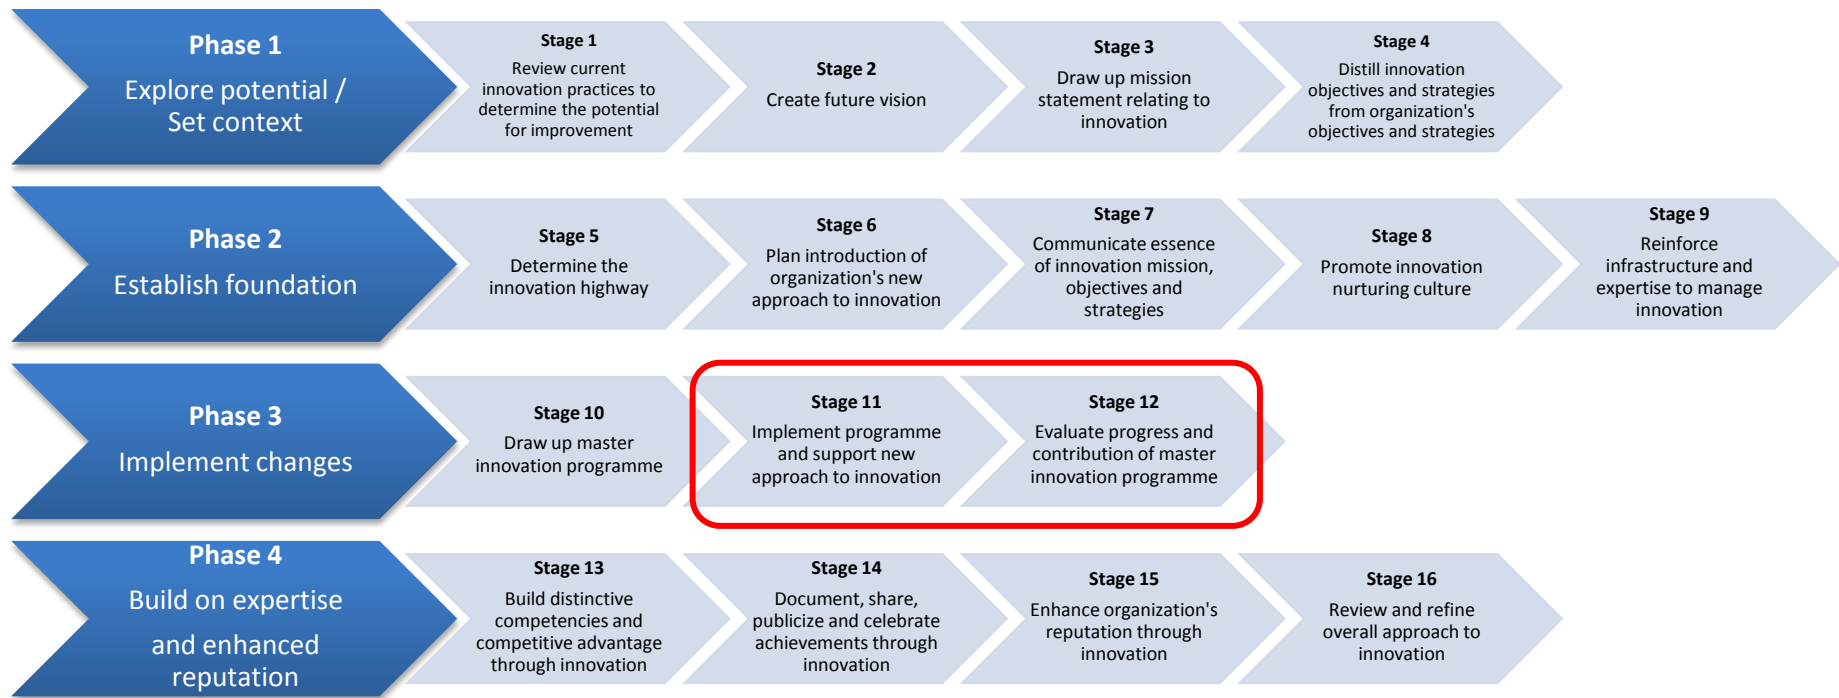 Phase 1
Explore potential /
Set context
Stage 1
Review current
innovation practices to
determine the potential
for improvement
Stage 2
Create future vision
Stage 3
Draw up mission
statement relating to
innovation
Stage 4
Distill innovation
objectives and strategies
from organization's
objectives and strategies
Phase 2
Establish foundation
Stage 5
Determine the
innovation highway
Stage 6
Plan introduction of
organization's new
approach to innovation
Stage 7
Communicate essence
of innovation mission,
objectives and
strategies
Stage 8
Promote innovation
nurturing culture
Stage 9
Reinforce
infrastructure and
expertise to manage
innovation
Phase 3
Implement changes
Stage 10
Draw up master
innovation programme
Stage 11
Implement programme
and support new
approach to innovation
Stage 12
Evaluate progress and
contribution of master
innovation programme
Phase 4
Build on expertise
and enhanced
reputation
Stage 13
Build distinctive
competencies and
competitive advantage
through innovation
Stage 14
Document, share,
publicize and celebrate
achievements through
innovation
Stage 15
Enhance organization's
reputation through
innovation
Stage 16
Review and refine
overall approach to
innovation